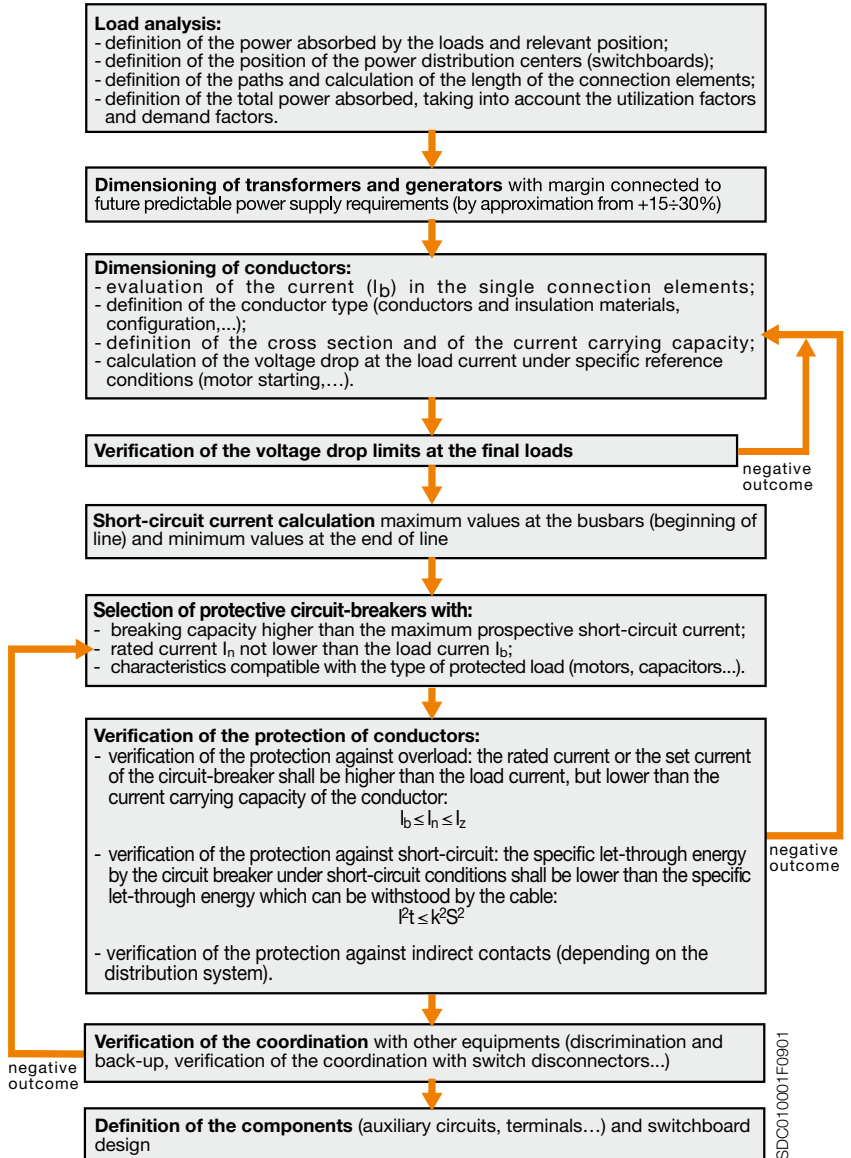 Load analysis:
- definition of the power absorbed by the loads and relevant position;
- definition of the position of the power distribution centers (switchboards);
- definition of the paths and calculation of the length of the connection elements;
- definition of the total power absorbed, taking into account the utilization factors
and demand factors.
Dimensioning of transformers and generators with margin connected to
future predictable power supply requirements (by approximation from +15÷30%)
Dimensioning of conductors:
- evaluation of the current (Ib) in the single connection elements;
- definition of the conductor type (conductors and insulation materials,
configuration,...);
- definition of the cross section and of the current carrying capacity;
- calculation of the voltage drop at the load current under specific reference
conditions (motor starting,…).
Verification of the voltage drop limits at the final loads
negative
outcome
Short-circuit current calculation maximum values at the busbars (beginning of
line) and minimum values at the end of line
Selection of protective circuit-breakers with:
- breaking capacity higher than the maximum prospective short-circuit current;
- rated current In not lower than the load curren Ib;
- characteristics compatible with the type of protected load (motors, capacitors...).
Verification of the protection of conductors:
- verification of the protection against overload: the rated current or the set current
of the circuit-breaker shall be higher than the load current, but lower than the
current carrying capacity of the conductor:
Ib ≤ In ≤ Iz
- verification of the protection against short-circuit: the specific let-through energy
by the circuit breaker under short-circuit conditions shall be lower than the specific
let-through energy which can be withstood by the cable:
I²t ≤ k²S²
- verification of the protection against indirect contacts (depending on the
distribution system).
negative
outcome
Verification of the coordination with other equipments (discrimination and
back-up, verification of the coordination with switch disconnectors...)
negative
outcome
Definition of the components (auxiliary circuits, terminals…) and switchboard
design
SDC010001F0901